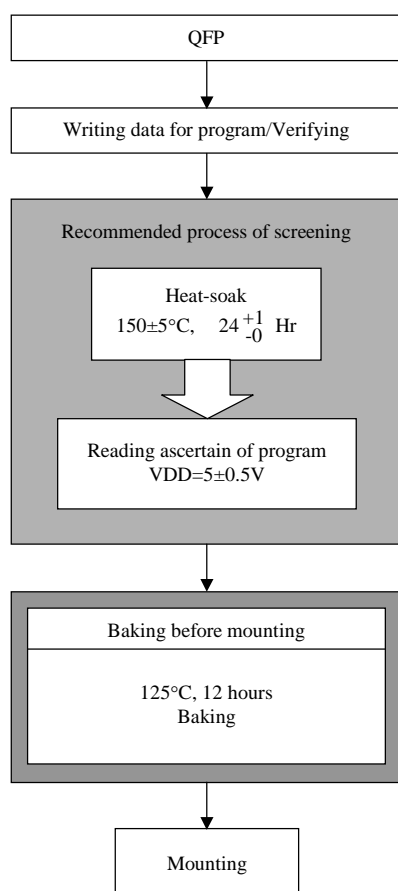 QFP
Writing data for program/Verifying
Recommended process of screening
Heat-soak
150±5°C, 24 +1 -0 Hr
Reading ascertain of program
VDD=5±0.5V
Baking before mounting
125°C, 12 hours
Baking
Mounting